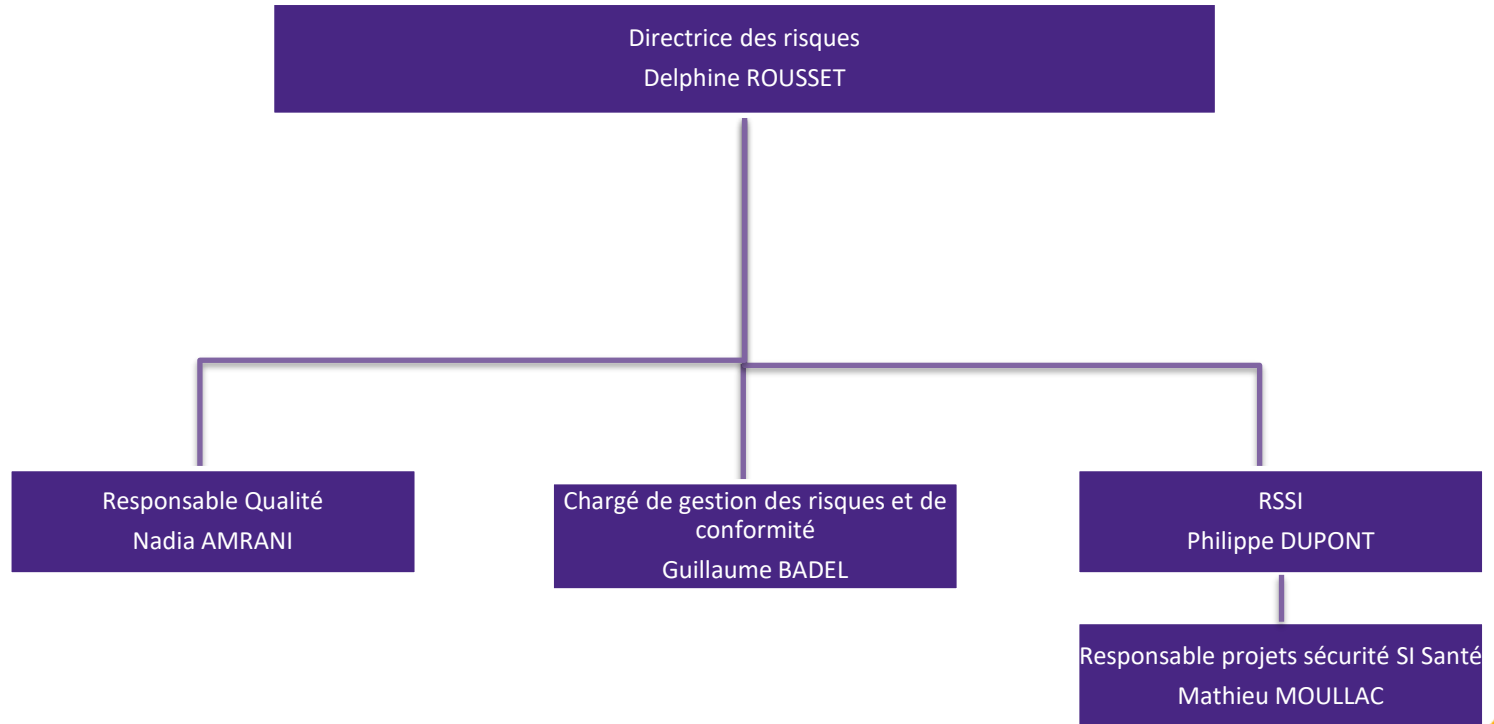 Directrice des risques
Delphine ROUSSET
Responsable Qualité
Nadia AMRANI
Chargé de gestion des risques et de
conformité
Guillaume BADEL
RSSI
Philippe DUPONT
Responsable projets sécurité SI Santé
Mathieu MOULLAC